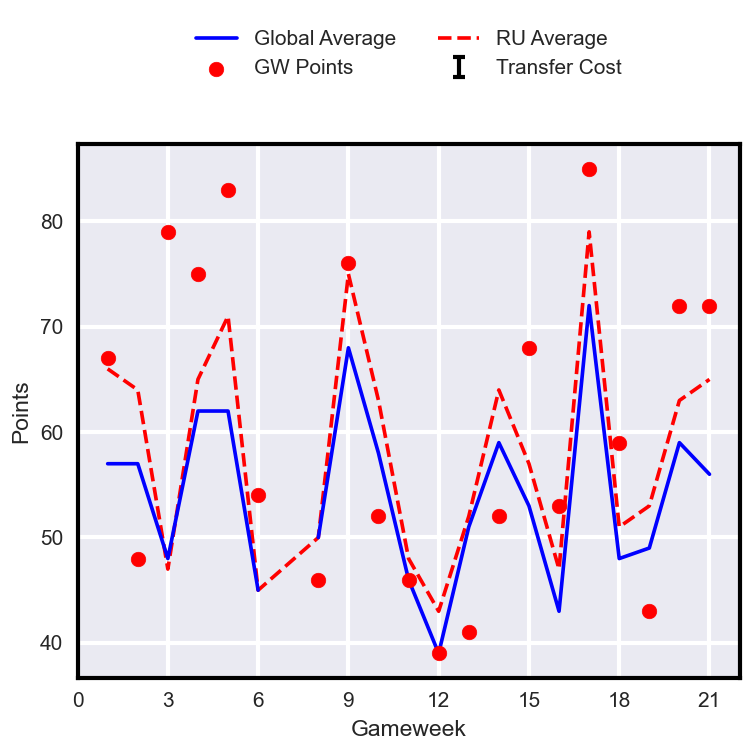 Global Average RU Average
GW Points Transfer Cost
80
70
60
50
40
Points
0 3 6 9 12 15 18 21
Gameweek